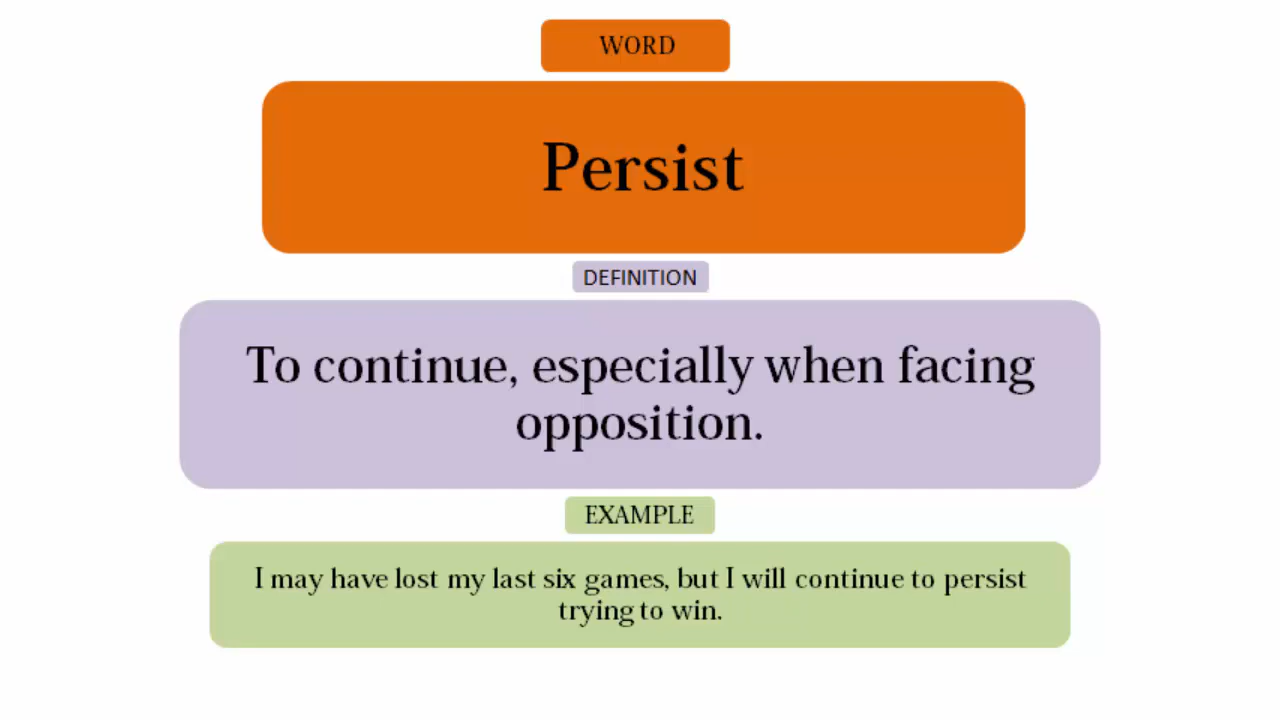 WORD
Persist
DEFINITION
To continue, especially when facing
opposition.
EXAMPLE
I may have lost my last six games, but I will continue to persist
trying to win.